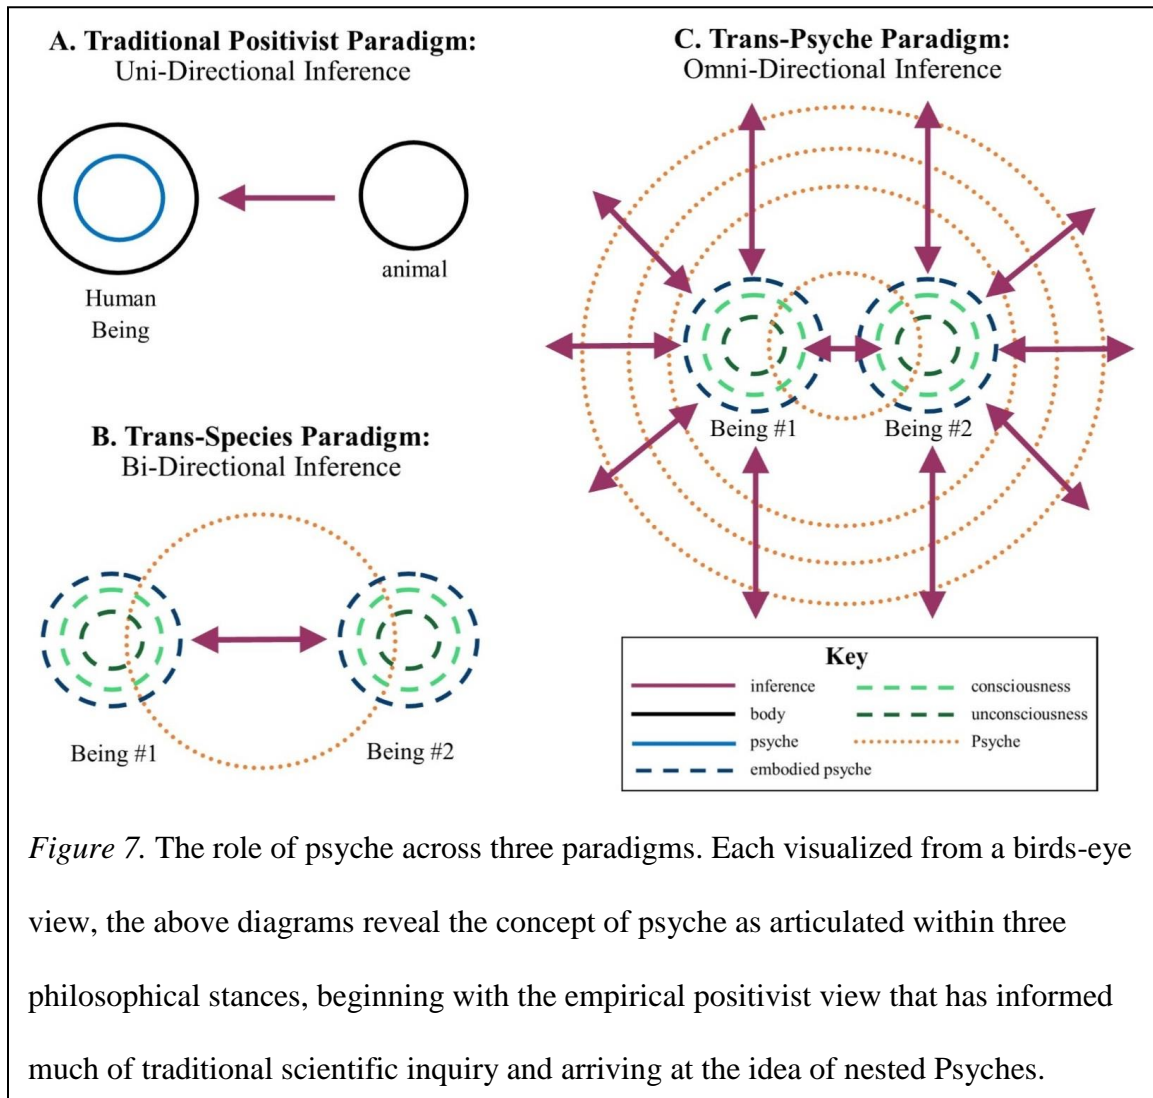 A. Traditional Positivist Paradigm:
Uni-Directional Inference
Human
Being
animal
B. Trans-Species Paradigm:
Bi-Directional Inference
Being #1
Being #2
C. Trans-Psyche Paradigm:
Omni-Directional Inference
Being #1
Being #2
Key
inference
body
psyche
embodied psyche
consciousness
unconsciousness
Psyche
Figure 7. The role of psyche across three paradigms. Each visualized from a birds-eye
view, the above diagrams reveal the concept of psyche as articulated within three
philosophical stances, beginning with the empirical positivist view that has informed
much of traditional scientific inquiry and arriving at the idea of nested Psyches.